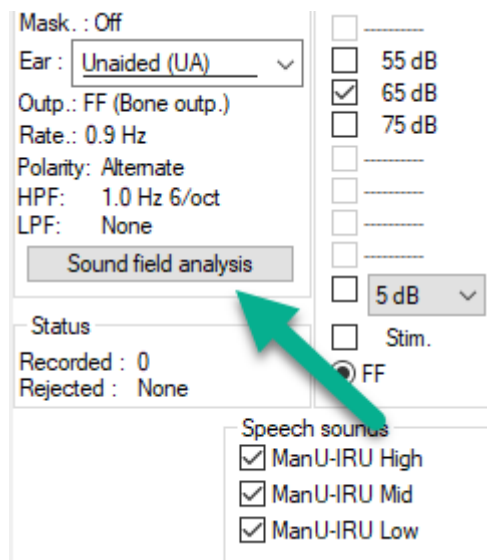 Mask. : Off
Ear : Unaided (UA)
Outp.: FF (Bone outp.)
Rate.: 0.9 Hz
Polarity: Alternate
HPF: 1.0 Hz 6/oct
LPF: None
Sound field analysis
Status
Recorded : 0
Rejected : None
----------
55 dB
65 dB
75 dB
----------
----------
----------
----------
5 dB
Stim.
FF
Speech sounds
ManU-IRU High
ManU-IRU Mid
ManU-IRU Low